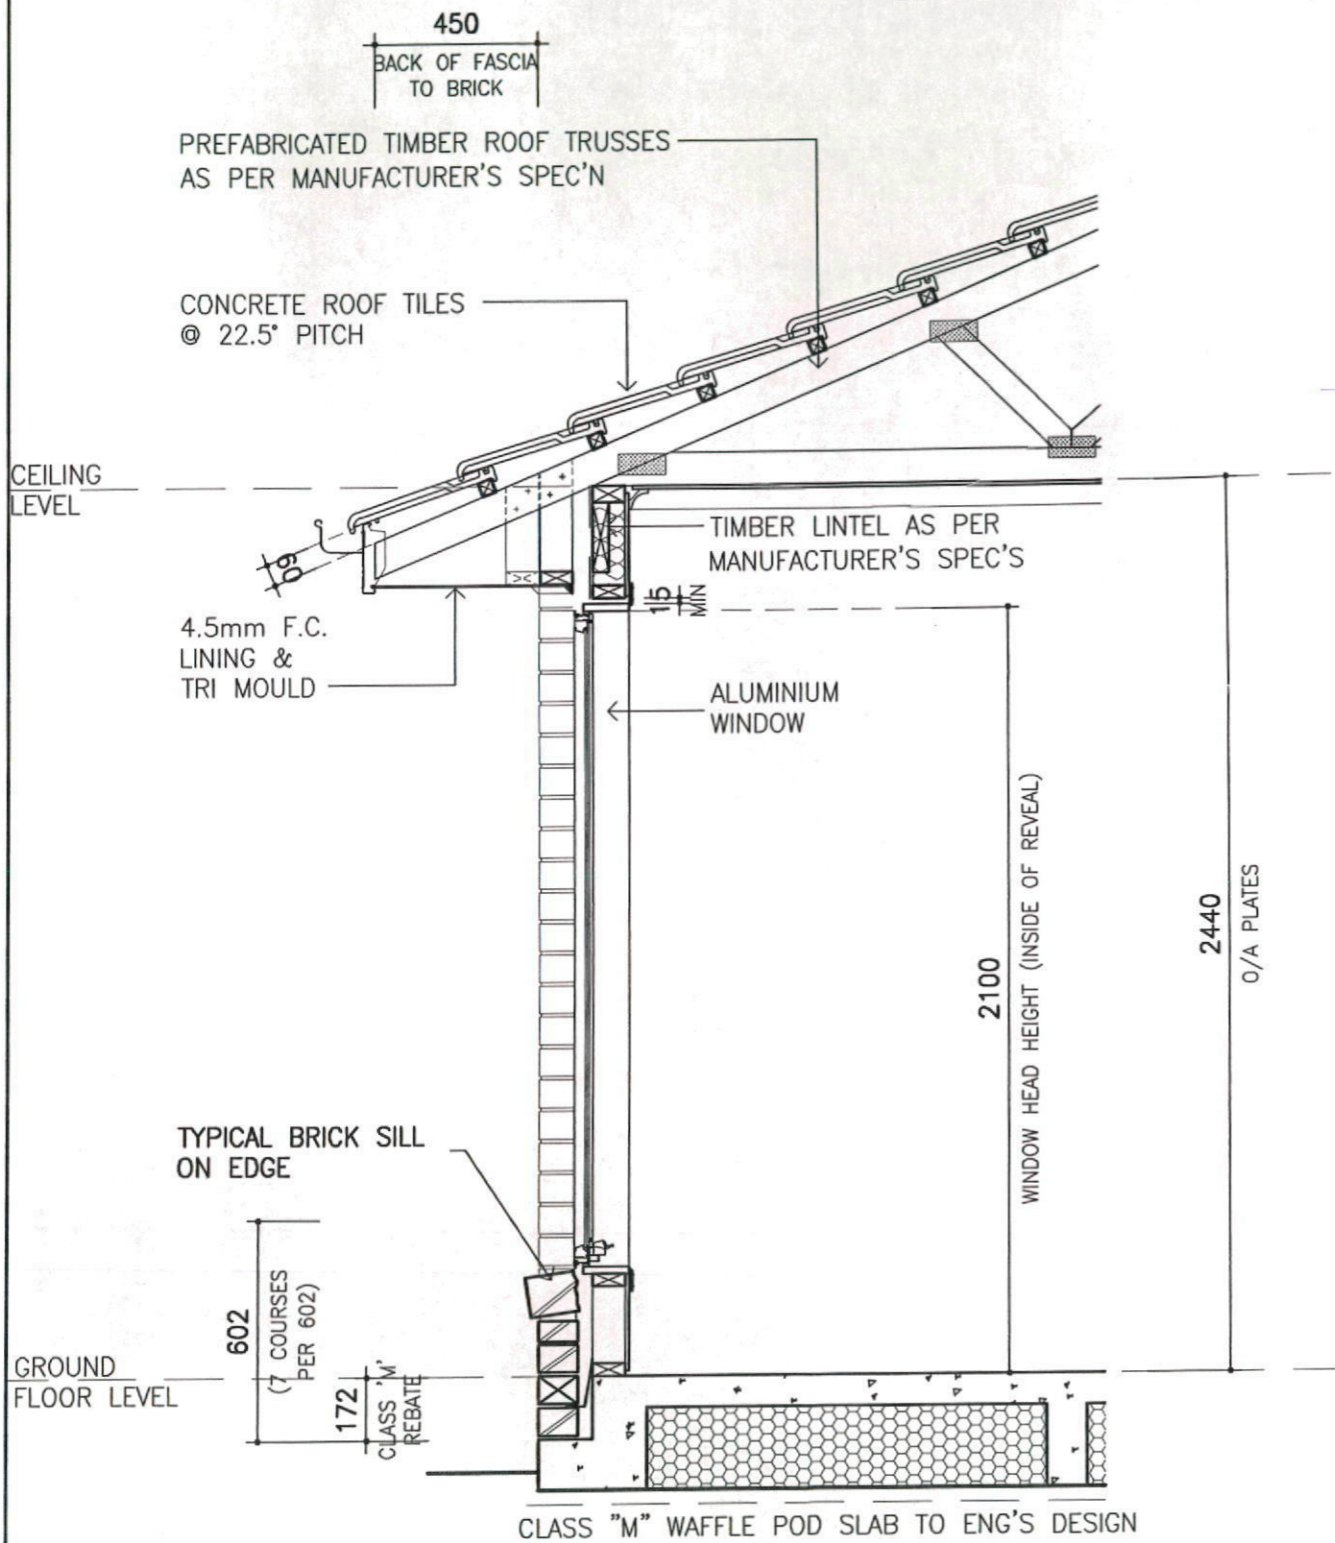 450
BACK OF FASCIA
TO BRICK
PREFABRICATED TIMBER ROOF TRUSSES
AS PER MANUFACTURER'S SPEC'N
CONCRETE ROOF TILES
@ 22.5° PITCH
CEILING
LEVEL
60
TIMBER LINTEL AS PER
MANUFACTURER'S SPEC'S
15
MIN
4.5mm F.C.
LINING &
TRI MOULD
ALUMINIUM
WINDOW
2100
WINDOW HEAD HEIGHT (INSIDE OF REVEAL)
2440
O/A PLATES
TYPICAL BRICK SILL
ON EDGE
602
(7 COURSES
PER 602)
GROUND
FLOOR LEVEL
172
CLASS 'M'
REBATE
CLASS "M" WAFFLE POD SLAB TO ENG'S DESIGN